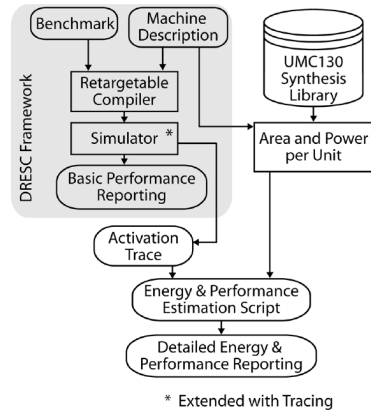 Benchmark
Machine
Description
UMC130
Synthesis
Library
DRESC Framework
Retargetable
Compiler
Simulator *
Area and Power
per Unit
Basic Performance
Reporting
Activation
Trace
Energy & Performance
Estimation Script
Detailed Energy &
Performance Reporting
* Extended with Tracing